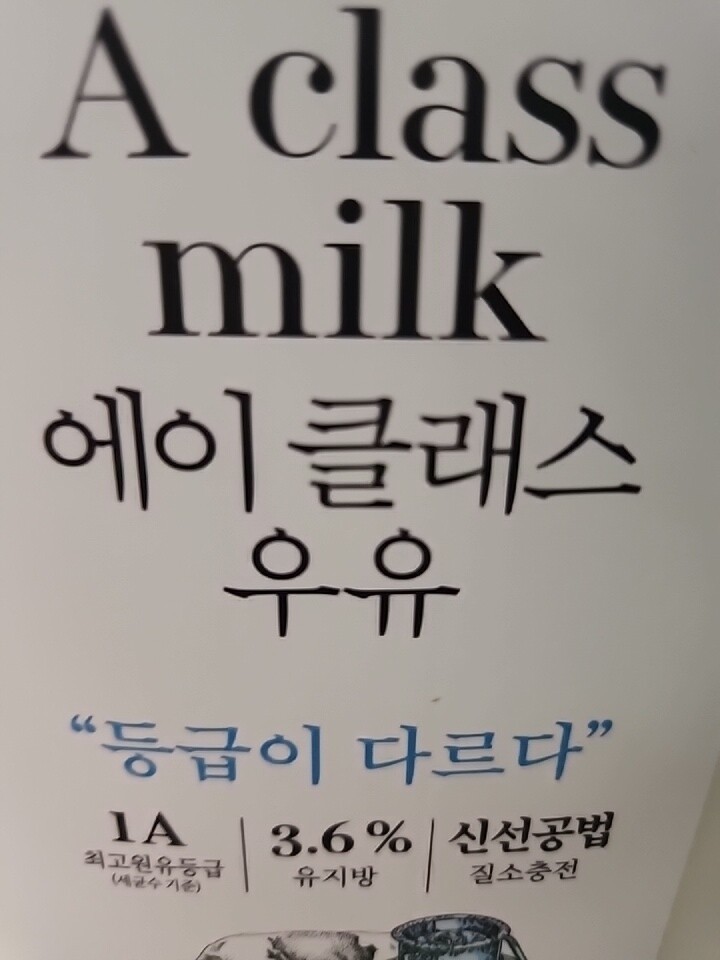 A class
milk
에이 클래스
우유
“등급이 다르다”
1A
최고원유등급
(세균수 기준)
3.6 %
유지방
신선공법
질소충전